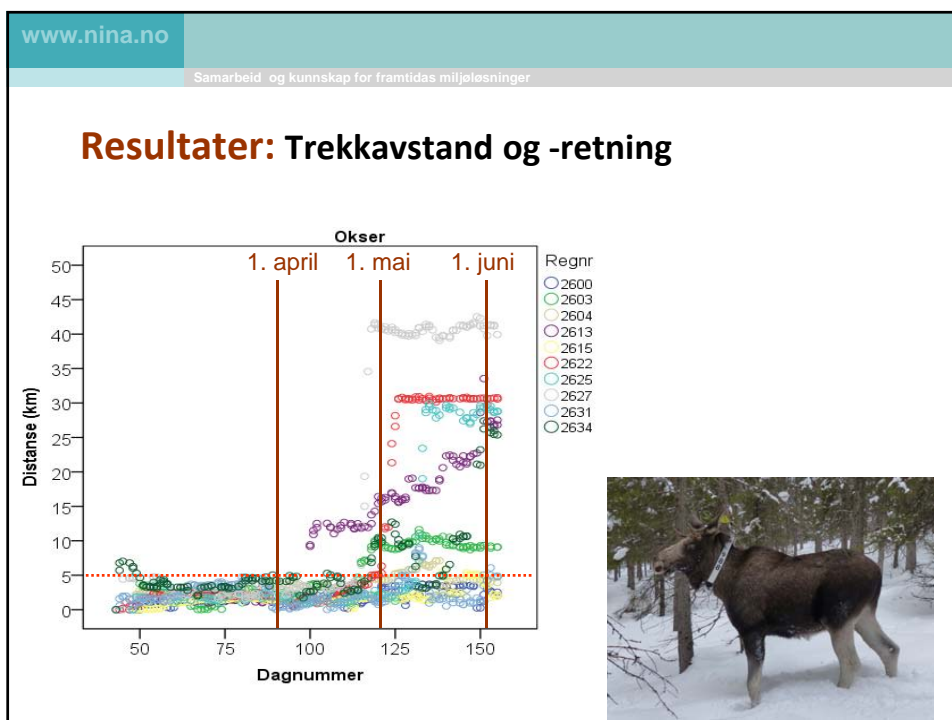 www.nina.no
Samarbeid og kunnskap for framtidas miljøløsninger
Resultater: Trekkavstand og -retning
Okser
1. april 1. mai 1. juni
Distanse (km)
50
45
40
35
30
25
20
15
10
5
0
50 75 100 125 150
Dagnummer
Regnr
2600
2603
2604
2613
2615
2622
2625
2627
2631
2634